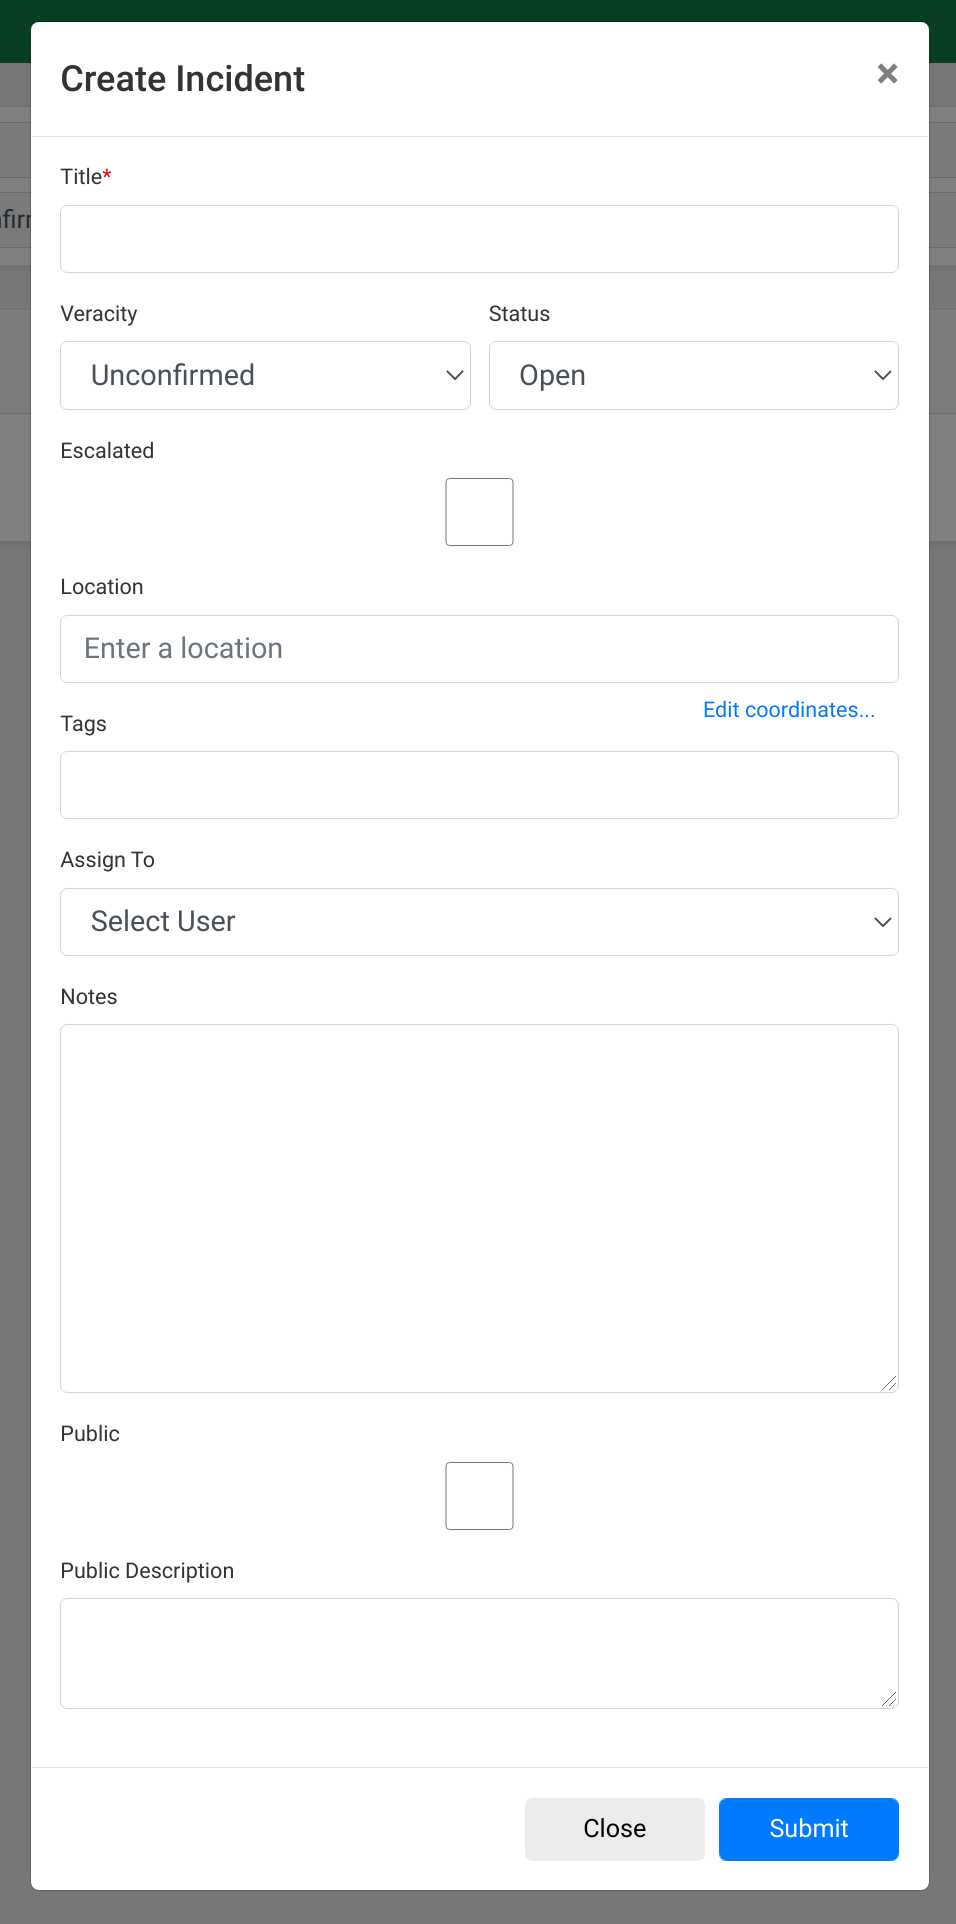 Create Incident
×
Title*
Veracity
Status
Unconfirmed
Open
Escalated
Location
Enter a location
Edit coordinates...
Tags
Assign To
Select User
Notes
Public
Public Description
Close
Submit